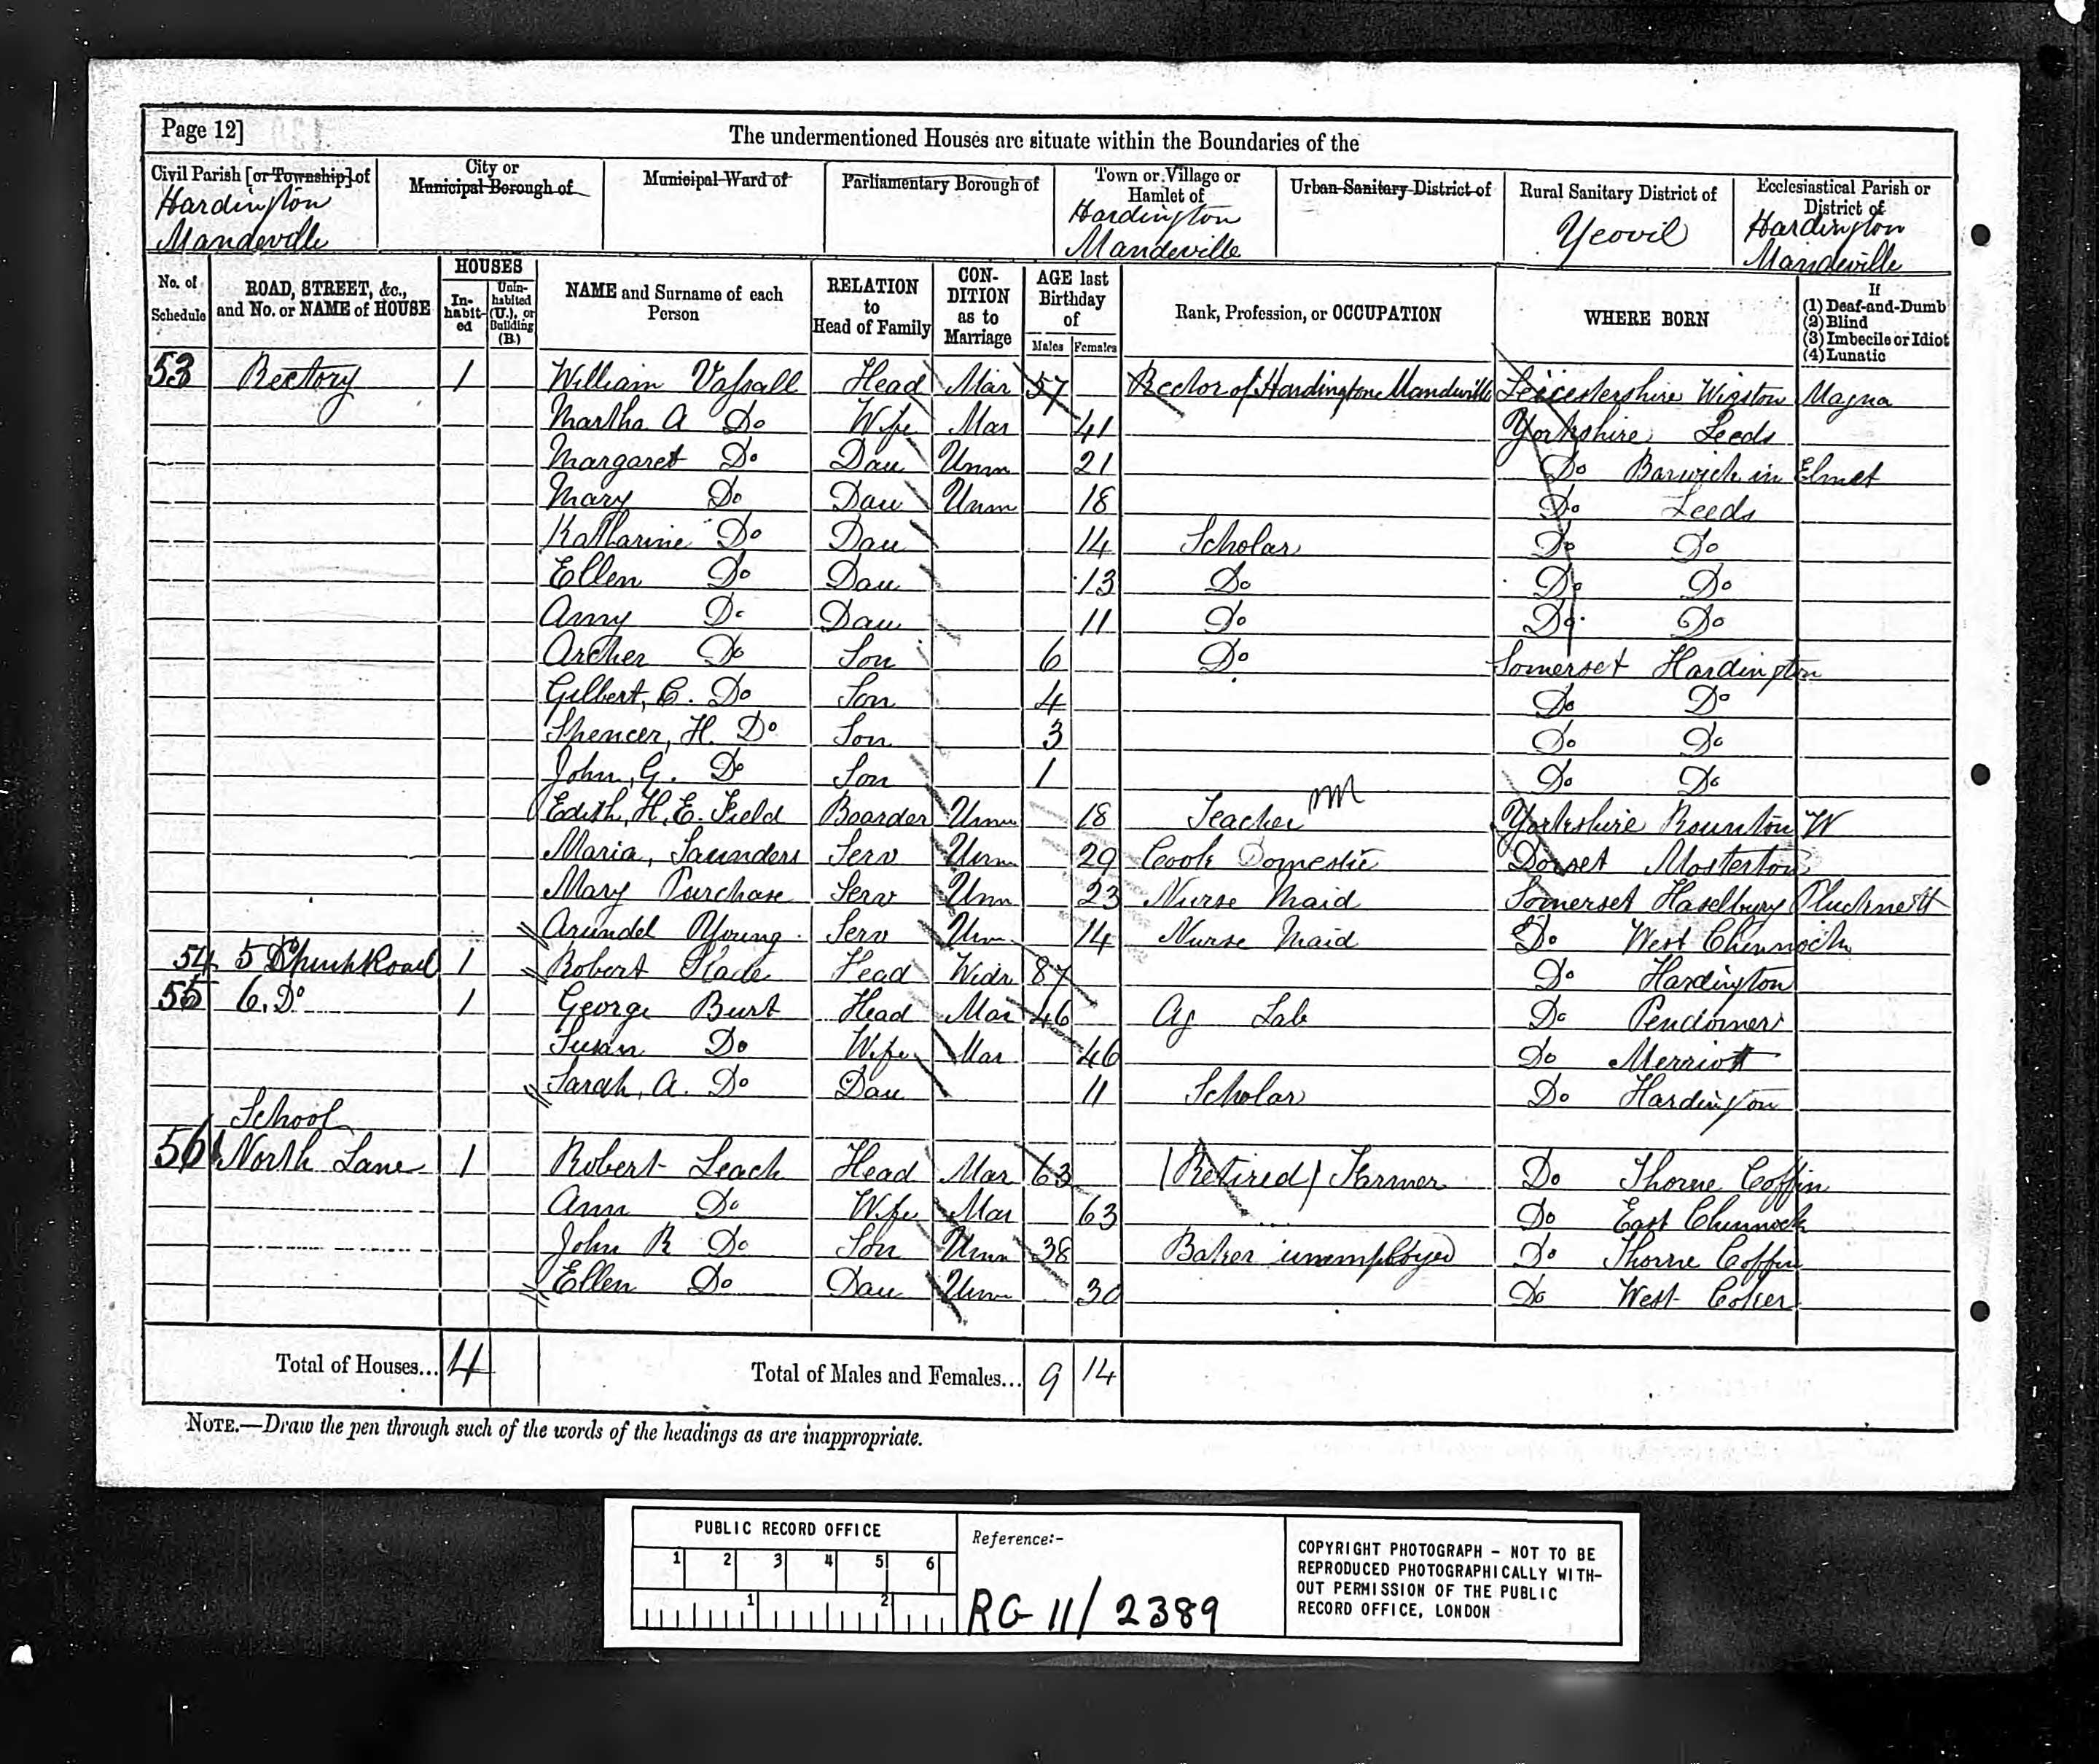 Page 12]
The undermentioned Houses are situate within the Boundaries of the
Civil Parish [or Township] of Hardington Mandeville
City or Municipal Borough of
Municipal Ward of
Parliamentary Borough of
Town or Village or Hamlet of Hardington Mandeville
Urban Sanitary District of
Rural Sanitary District of Yeovil
Ecclesiastical Parish or District of Hardington Mandeville
No. of Schedule
ROAD, STREET, &c., and No. or NAME of HOUSE
HOUSES
In-habit-ed
Unin-habited (U.), or Building (B.)
NAME and Surname of each Person
RELATION to Head of Family
CON-DITION as to Marriage
AGE last Birthday of
Males Females
Rank, Profession, or OCCUPATION
WHERE BORN
If
(1) Deaf-and-Dumb
(2) Blind
(3) Imbecile or Idiot
(4) Lunatic
53 Rectory 1 William Vassall Head Mar 57 Rector of Hardington Mandeville Leicestershire Wigston Magna
Martha A Do Wife Mar 41 Yorkshire Leeds
Margaret Do Dau Unm 21 Do Barwick in Elmet
Mary Do Dau Unm 18 Do Leeds
Katharine Do Dau 14 Scholar Do Do
Ellen Do Dau 13 Do Do Do
Amy Do Dau 11 Do Do Do
Archer Do Son 6 Do Somerset Hardington
Gilbert, C. Do Son 4 Do Do
Spencer, H. Do Son 3 Do Do
John, G. Do Son 1 Do Do
Edith, H. E. Field Boarder Unm 18 Teacher Yorkshire Rounton W
Maria, Saunders Serv Unm 29 Cook Domestic Dorset Mosterton
Mary Purchase Serv Unm 23 Nurse Maid Somerset Haselbury Plucknett
Arundel Young Serv Unm 14 Nurse Maid Do West Chinnock
54 5 Road 1 Robert Slade Head Widr 87 Do Hardington
55 6. Do 1 George Burt Head Mar 46 Ag Lab Do Pendomer
Susan Do Wife Mar 46 Do Merriott
Sarah, A. Do Dau 11 Scholar Do Hardington
School
56 North Lane 1 Robert Leach Head Mar 63 (Retired) Farmer Do Thorne Coffin
Ann Do Wife Mar 63 Do East Chinnock
John R Do Son Unm 38 Baker unemployed Do Thorne Coffin
Ellen Do Dau Unm 30 Do West Coker
Total of Houses... 4
Total of Males and Females... 9 14
NOTE.—Draw the pen through such of the words of the headings as are inappropriate.
PUBLIC RECORD OFFICE
1 2 3 4 5 6
1 2
Reference:-
RG 11/2389
COPYRIGHT PHOTOGRAPH - NOT TO BE
REPRODUCED PHOTOGRAPHICALLY WITH-
OUT PERMISSION OF THE PUBLIC
RECORD OFFICE, LONDON